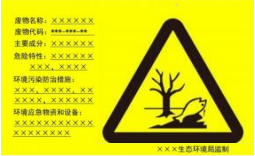 废物名称：××××××
废物代码：***-***-**
主要成分：××××××
危险特性：××××××
×××、××××
环境污染防治措施：
×××、××××、××
×××、××××
环境应急物资和设备：
××××××××××
××××××××
×××生态环境局监制